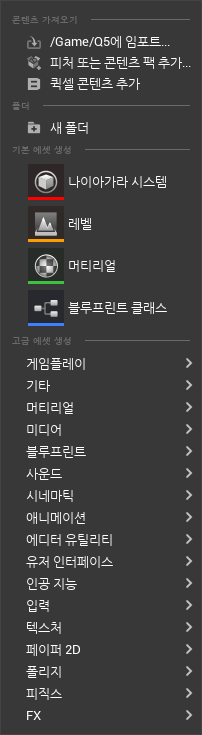 콘텐츠 가져오기
/Game/Q5에 임포트...
피처 또는 콘텐츠 팩 추가...
퀵셀 콘텐츠 추가
폴더
새 폴더
기본 에셋 생성
나이아가라 시스템
레벨
머티리얼
블루프린트 클래스
고급 에셋 생성
게임플레이
기타
머티리얼
미디어
블루프린트
사운드
시네마틱
애니메이션
에디터 유틸리티
유저 인터페이스
인공 지능
입력
텍스처
페이퍼 2D
폴리지
피직스
FX